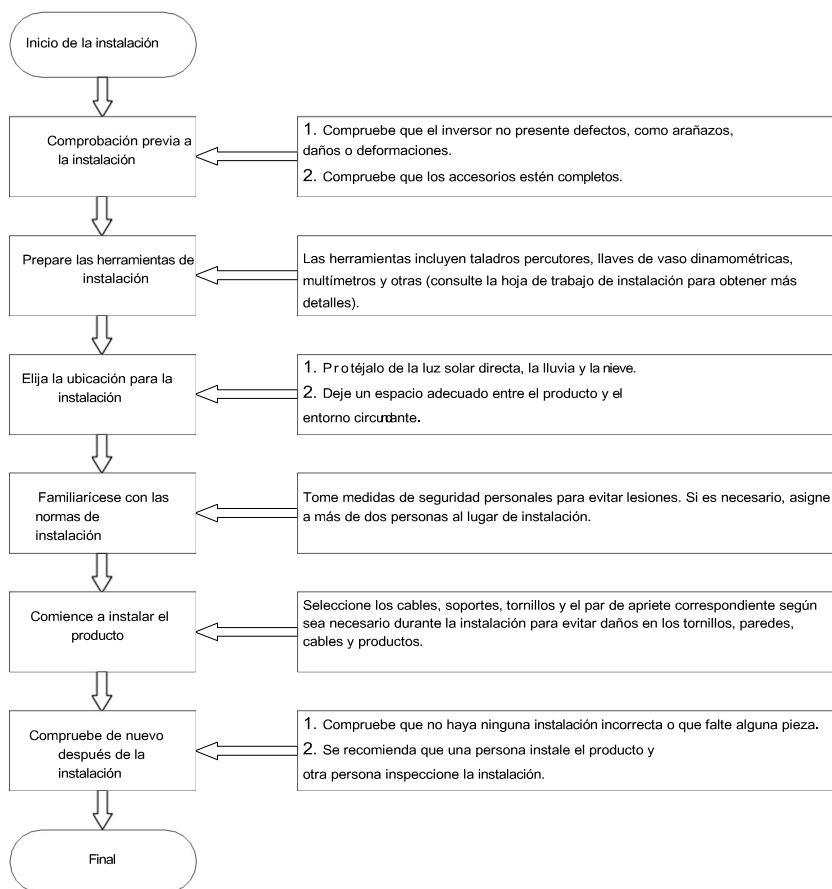 Inicio de la instalación
Comprobación previa a
la instalación
1. Compruebe que el inversor no presente defectos, como arañazos,
daños o deformaciones.
2. Compruebe que los accesorios estén completos.
Prepare las herramientas de
instalación
Las herramientas incluyen taladros percutores, llaves de vaso dinamométricas,
multímetros y otras (consulte la hoja de trabajo de instalación para obtener más
detalles).
Elija la ubicación para la
instalación
1. Protéjalo de la luz solar directa, la lluvia y la nieve.
2. Deje un espacio adecuado entre el producto y el
entorno circundante.
Familiarícese con las
normas de
instalación
Tome medidas de seguridad personales para evitar lesiones. Si es necesario, asigne
a más de dos personas al lugar de instalación.
Comience a instalar el
producto
Seleccione los cables, soportes, tornillos y el par de apriete correspondiente según
sea necesario durante la instalación para evitar daños en los tornillos, paredes,
cables y productos.
Compruebe de nuevo
después de la
instalación
1. Compruebe que no haya ninguna instalación incorrecta o que falte alguna pieza.
2. Se recomienda que una persona instale el producto y
otra persona inspeccione la instalación.
Final